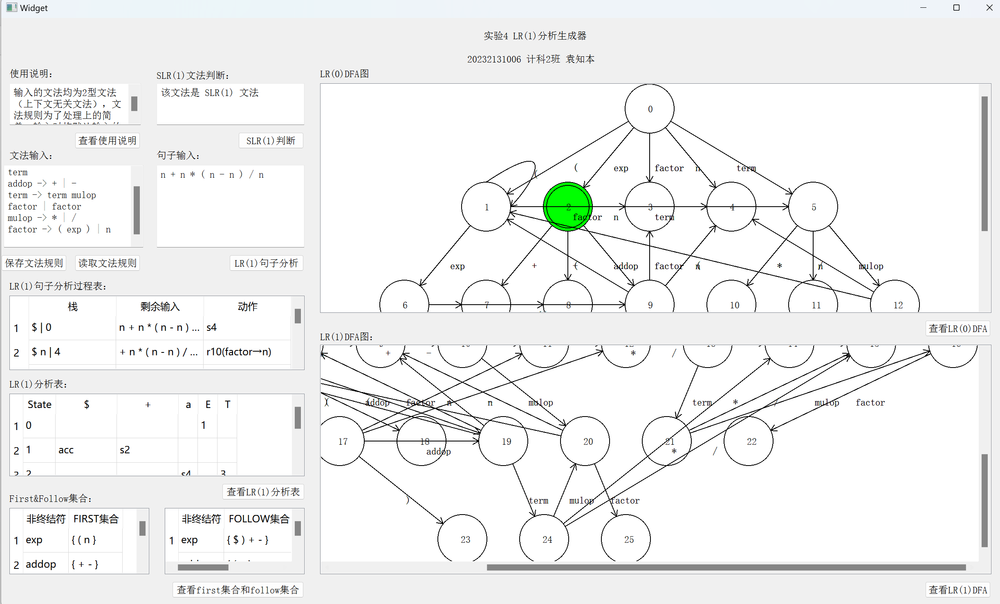 Widget
实验4 LR(1)分析生成器
20232131006 计科2班 袁知本
使用说明：
输入的文法均为2型文法
（上下文无关文法），文
法规则为了处理上的简
查看使用说明
SLR(1)文法判断：
该文法是 SLR(1) 文法
SLR(1)判断
文法输入：
term
addop -> + | -
term -> term mulop
factor | factor
mulop -> * | /
factor -> ( exp ) | n
保存文法规则
读取文法规则
句子输入：
n + n * ( n - n ) / n
LR(1)句子分析
LR(1)句子分析过程表：
栈 剩余输入 动作
1 $ | 0 n + n * ( n - n ) ... s4
2 $ n | 4 + n * ( n - n ) / ... r10(factor→n)
LR(1)分析表：
State $ + a E T
1 0 1
2 1 acc s2
3 2 s4 3
查看LR(1)分析表
First&Follow集合：
非终结符 FIRST集合
1 exp { ( n }
2 addop { + - }
非终结符 FOLLOW集合
1 exp { $ ) + - }
查看first集合和follow集合
LR(0)DFA图
0
( exp factor n term
(
1 2 3 4 5
factor n term
exp + - ( addop factor n ( * / n mulop
6 7 8 9 10 11 12
查看LR(0)DFA
LR(1)DFA图：
+ - * /
) ( addop ( factor n + n mulop term * / mulop factor
17 18 19 20 21 22
addop * /
) term mulop factor
23 24 25
查看LR(1)DFA